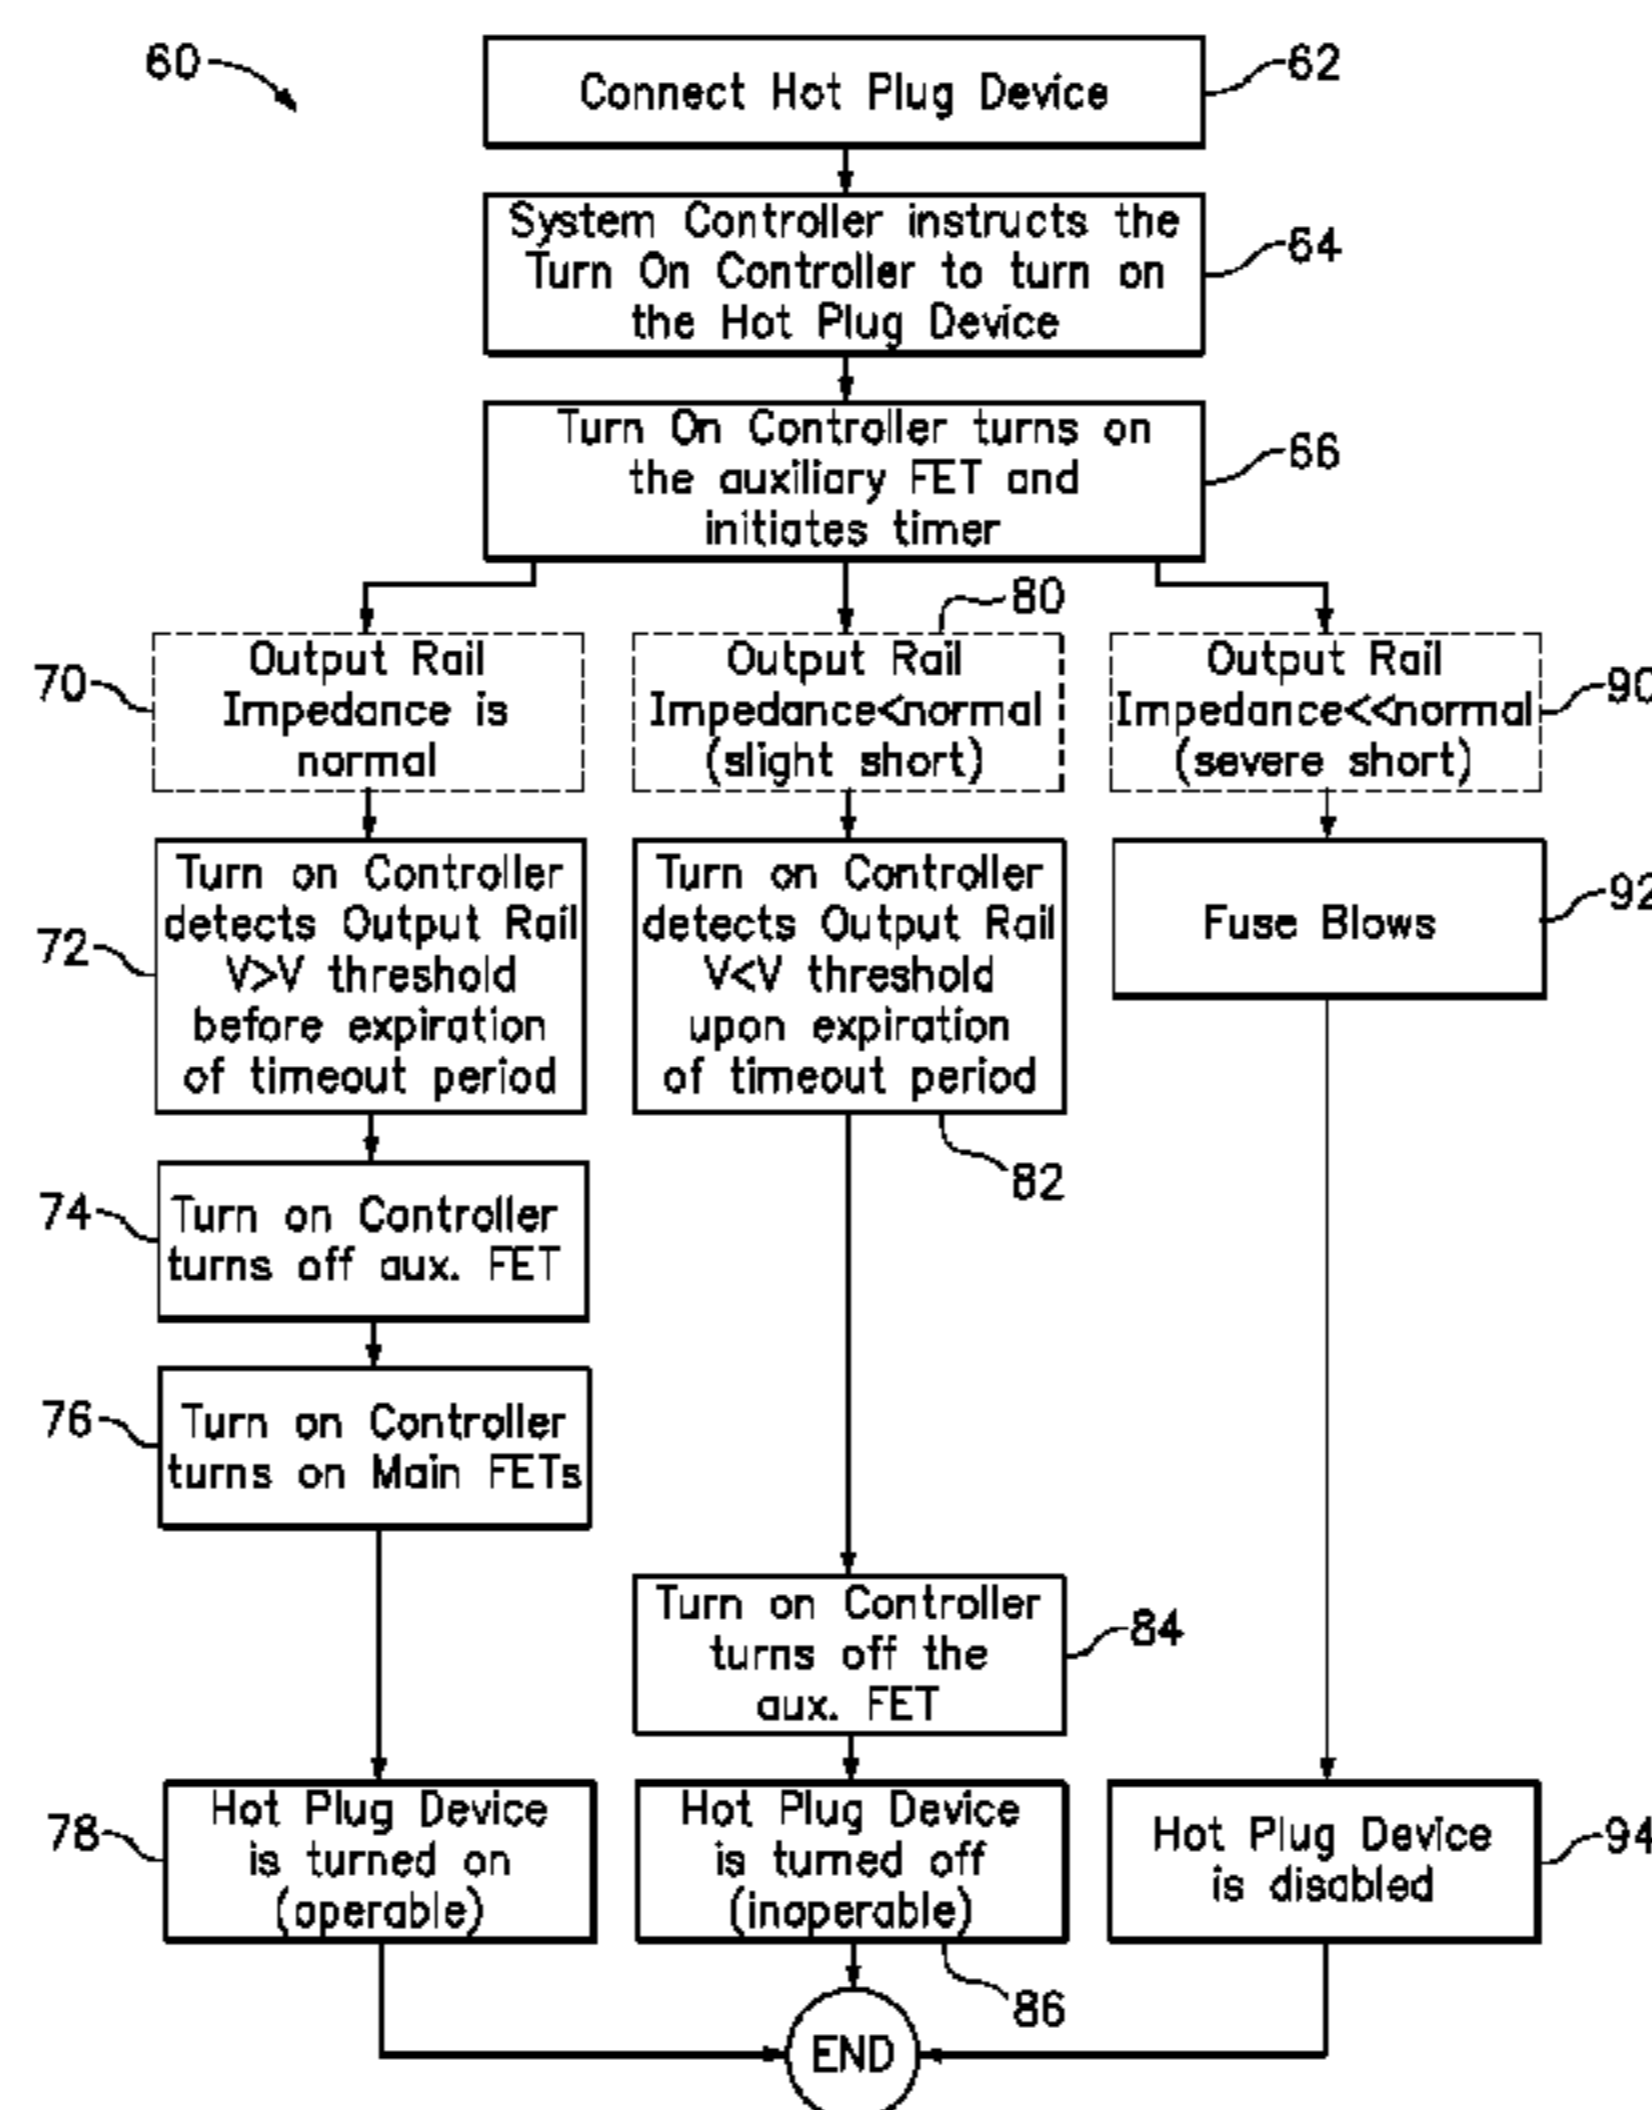 60
Connect Hot Plug Device
62
System Controller instructs the
Turn On Controller to turn on
the Hot Plug Device
64
Turn On Controller turns on
the auxiliary FET and
initiates timer
66
70
Output Rail
Impedance is
normal
80
Output Rail
Impedance<normal
(slight short)
Output Rail
Impedance<<normal
(severe short)
90
72
Turn on Controller
detects Output Rail
V>V threshold
before expiration
of timeout period
Turn on Controller
detects Output Rail
V<V threshold
upon expiration
of timeout period
82
Fuse Blows
92
74
Turn on Controller
turns off aux. FET
76
Turn on Controller
turns on Main FETs
Turn on Controller
turns off the
aux. FET
84
78
Hot Plug Device
is turned on
(operable)
Hot Plug Device
is turned off
(inoperable)
86
Hot Plug Device
is disabled
94
END